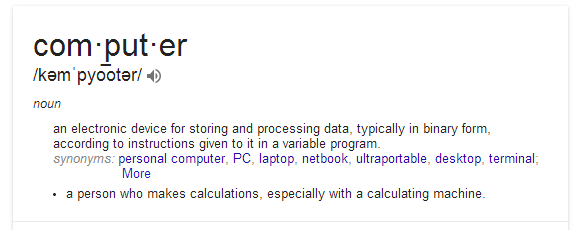 com·put·er
/kəmˈpyo͞otər/
noun
an electronic device for storing and processing data, typically in binary form,
according to instructions given to it in a variable program.
synonyms: personal computer, PC, laptop, netbook, ultraportable, desktop, terminal;
More
• a person who makes calculations, especially with a calculating machine.